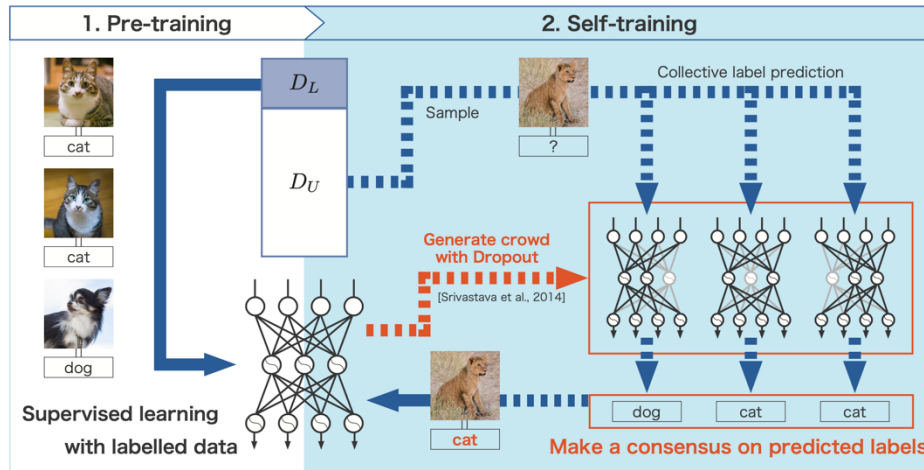 1. Pre-training
2. Self-training
cat
cat
dog
D_L
D_U
Sample
?
Collective label prediction
Generate crowd
with Dropout
[Srivastava et al., 2014]
cat
dog
cat
cat
Supervised learning
with labelled data
Make a consensus on predicted labels